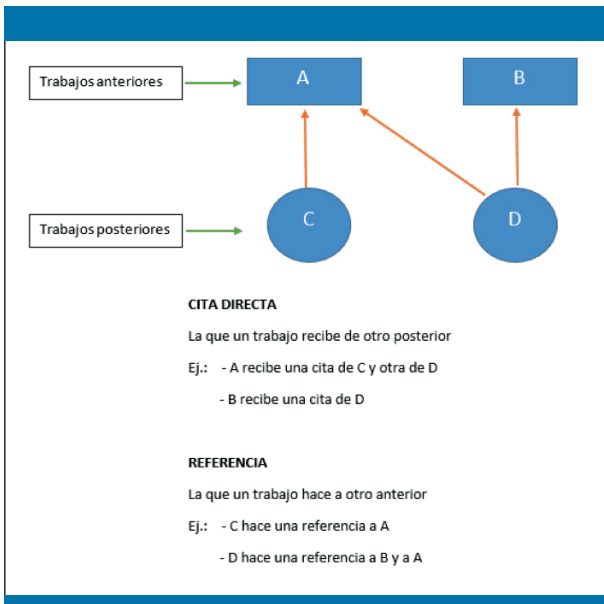 Trabajos anteriores
A
B
Trabajos posteriores
C
D
CITA DIRECTA
La que un trabajo recibe de otro posterior
Ej.: - A recibe una cita de C y otra de D
- B recibe una cita de D
REFERENCIA
La que un trabajo hace a otro anterior
Ej.: - C hace una referencia a A
- D hace una referencia a B y a A